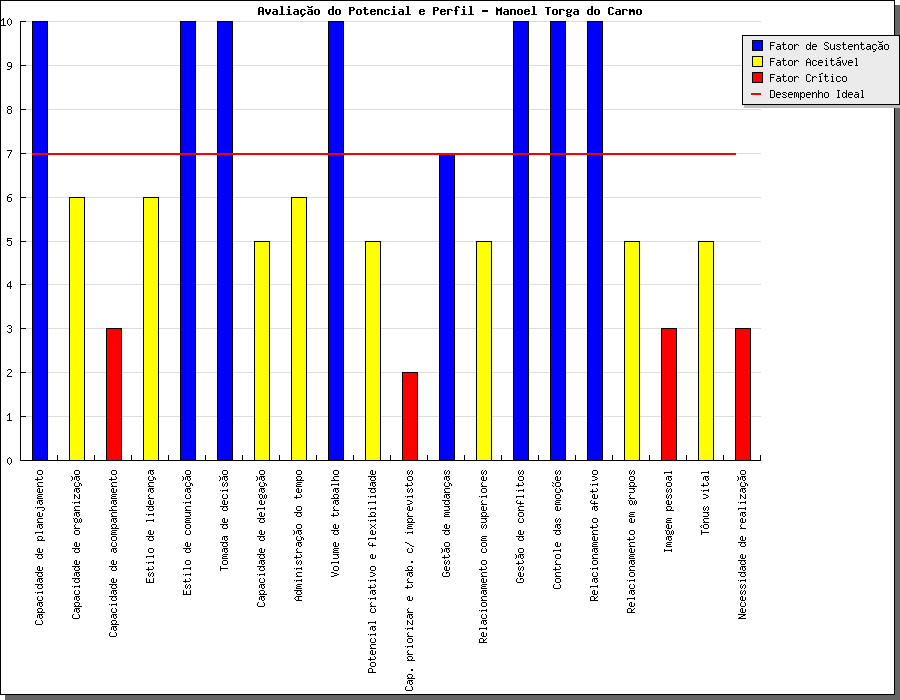 Avaliação do Potencial e Perfil - Manoel Torga do Carmo
Fator de Sustentação
Fator Aceitável
Fator Crítico
Desempenho Ideal
10
9
8
7
6
5
4
3
2
1
0
Capacidade de planejamento
Capacidade de organização
Capacidade de acompanhamento
Estilo de liderança
Estilo de comunicação
Tomada de decisão
Capacidade de delegação
Administração do tempo
Volume de trabalho
Potencial criativo e flexibilidade
Cap. priorizar e trab. c/ imprevistos
Gestão de mudanças
Relacionamento com superiores
Gestão de conflitos
Controle das emoções
Relacionamento afetivo
Relacionamento em grupos
Imagem pessoal
Tônus vital
Necessidade de realização